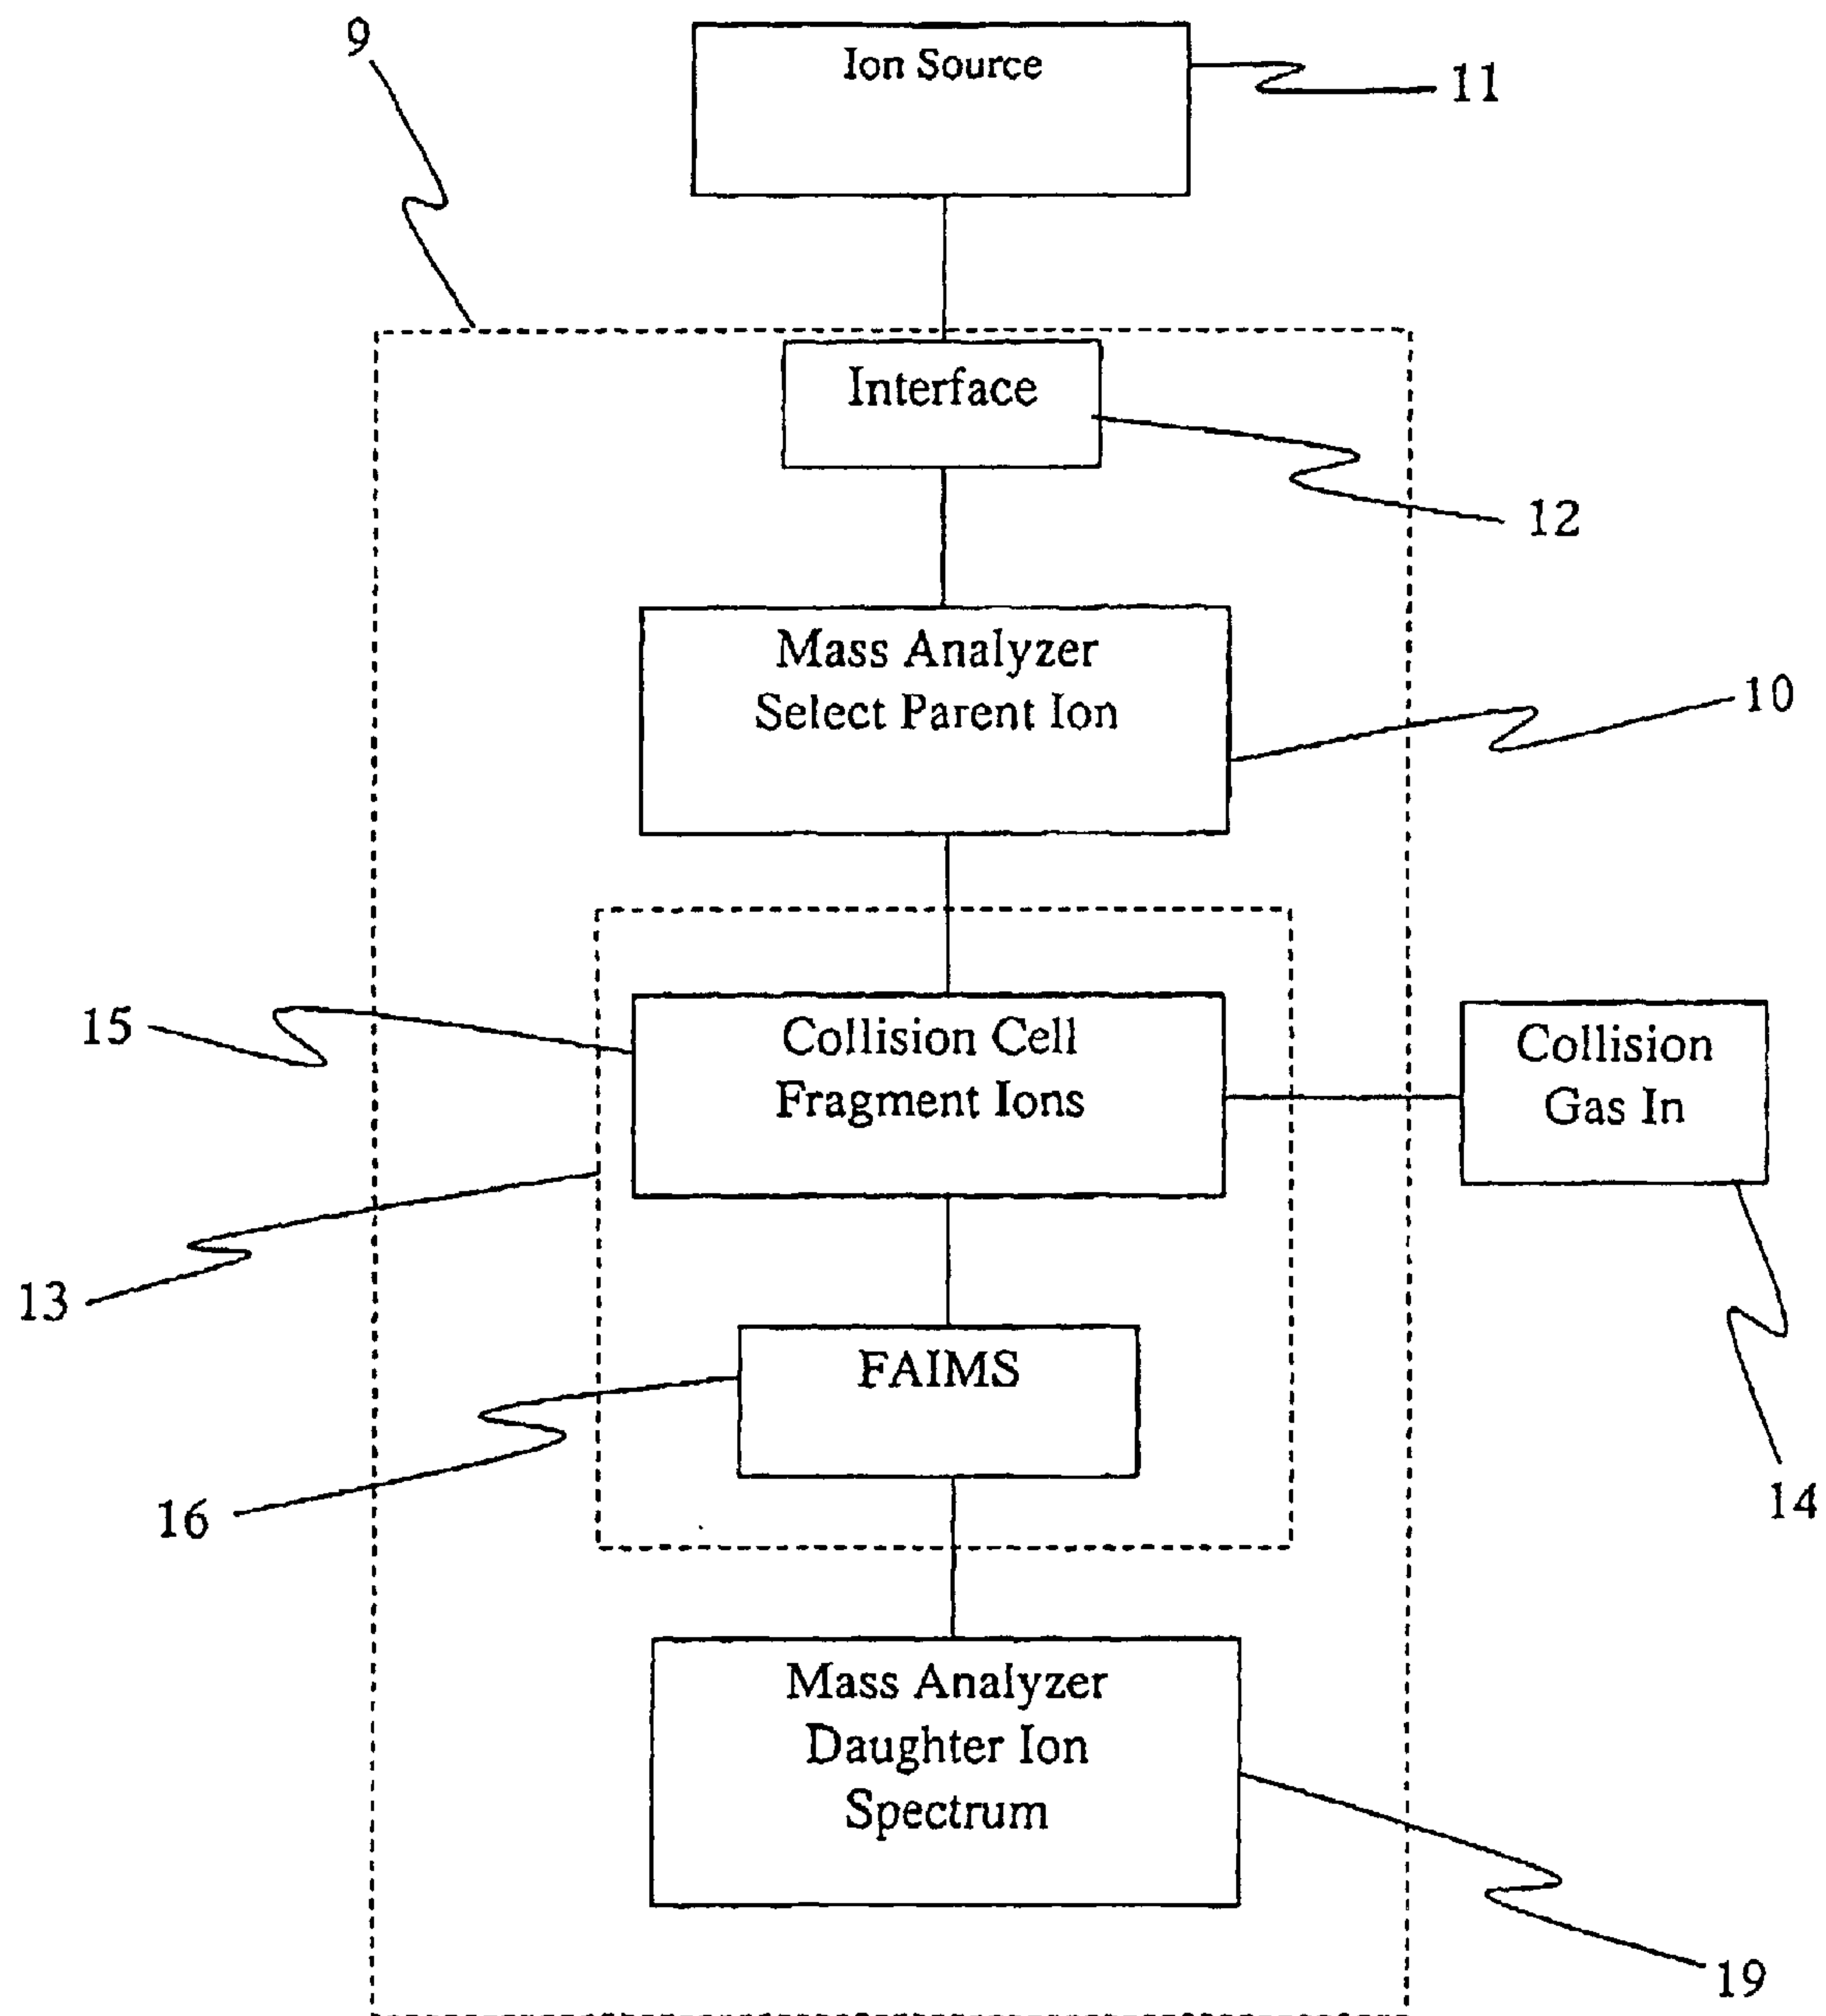 9
Ion Source
11
Interface
12
Mass Analyzer
Select Parent Ion
10
15
Collision Cell
Fragment Ions
Collision
Gas In
13
FAIMS
16
14
Mass Analyzer
Daughter Ion
Spectrum
19